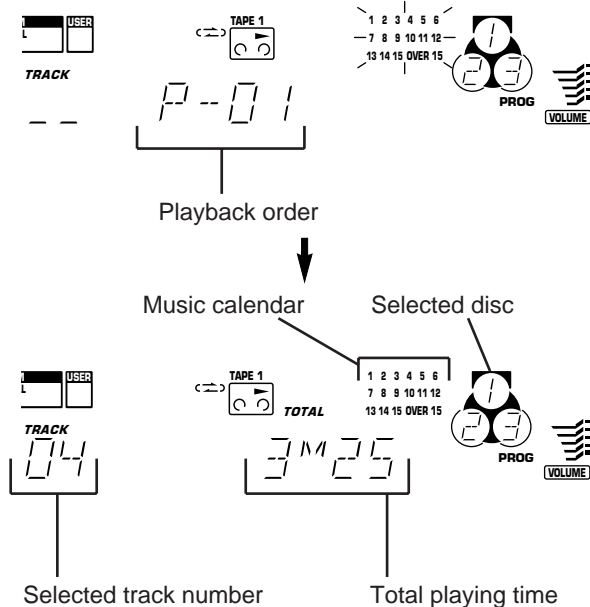 USER
L
TAPE 1
1 2 3 4 5 6
7 8 9 10 11 12
13 14 15 OVER 15
1
2 3
TRACK
PROG
VOLUME
-- P-01
Playback order
Music calendar Selected disc
USER
L
TAPE 1
TOTAL
1 2 3 4 5 6
7 8 9 10 11 12
13 14 15 OVER 15
1
2 3
TRACK
PROG
VOLUME
04 3M25
Selected track number Total playing time